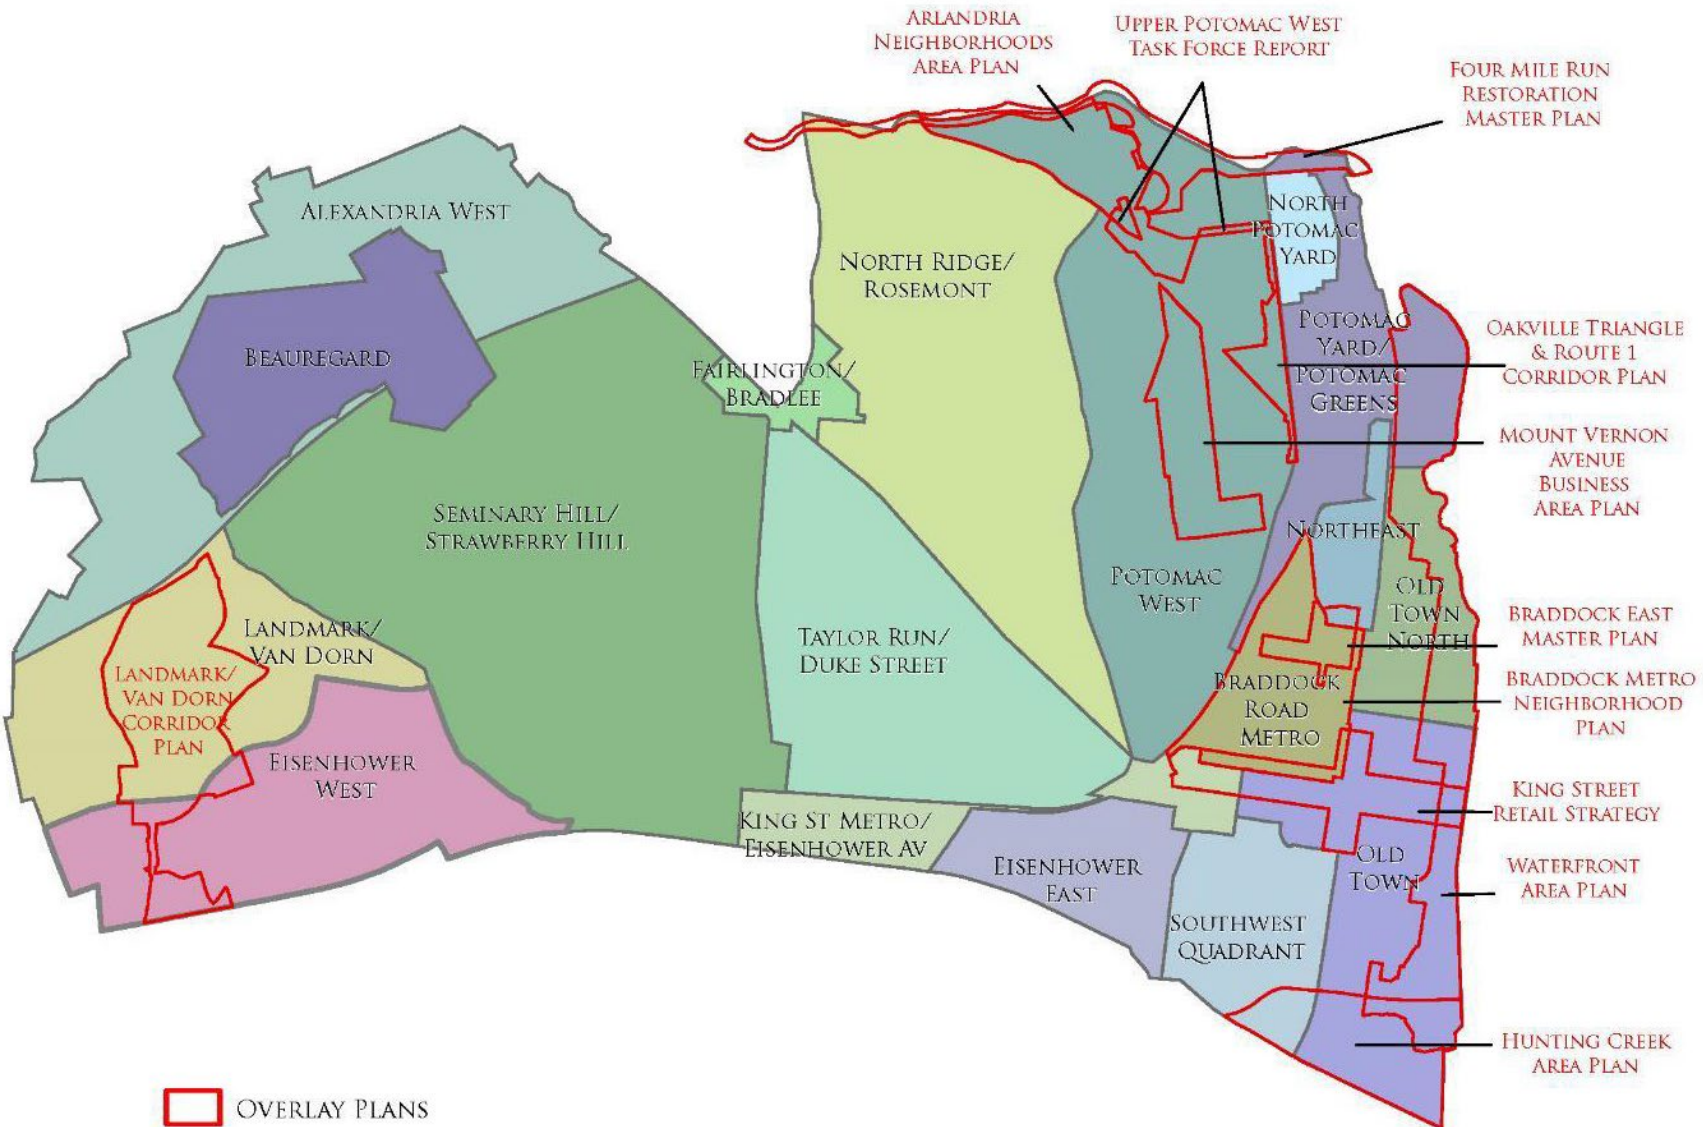 ARLANDRIA
NEIGHBORHOODS
AREA PLAN
UPPER POTOMAC WEST
TASK FORCE REPORT
FOUR MILE RUN
RESTORATION
MASTER PLAN
ALEXANDRIA WEST
NORTH
POTOMAC
YARD
NORTH RIDGE/
ROSEMONT
BEAUREGARD
FAIRLINGTON/
BRADLEE
POTOMAC
YARD/
POTOMAC
GREENS
OAKVILLE TRIANGLE
& ROUTE 1
CORRIDOR PLAN
MOUNT VERNON
AVENUE
BUSINESS
AREA PLAN
SEMINARY HILL/
STRAWBERRY HILL
NORTHEAST
POTOMAC
WEST
OLD
TOWN
NORTH
BRADDOCK EAST
MASTER PLAN
LANDMARK/
VAN DORN
TAYLOR RUN/
DUKE STREET
LANDMARK/
VAN DORN
CORRIDOR
PLAN
BRADDOCK
ROAD
METRO
BRADDOCK METRO
NEIGHBORHOOD
PLAN
EISENHOWER
WEST
KING STREET
RETAIL STRATEGY
KING ST METRO/
EISENHOWER AV
EISENHOWER
EAST
OLD
TOWN
WATERFRONT
AREA PLAN
SOUTHWEST
QUADRANT
HUNTING CREEK
AREA PLAN
OVERLAY PLANS